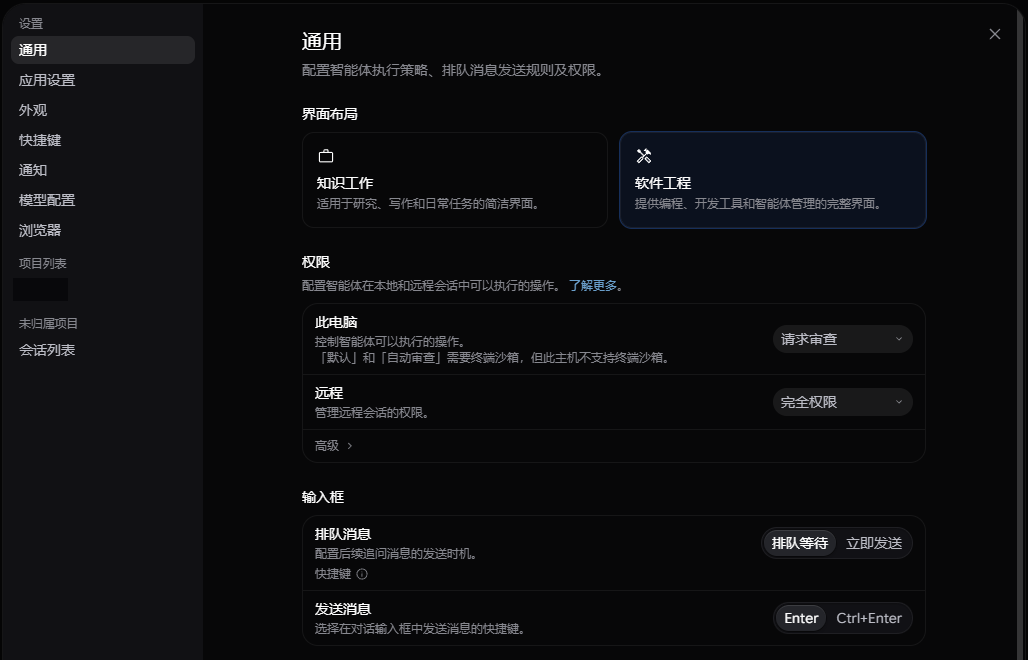 设置
通用
应用设置
外观
快捷键
通知
模型配置
浏览器
项目列表
未归属项目
会话列表
通用
配置智能体执行策略、排队消息发送规则及权限。
界面布局
知识工作
适用于研究、写作和日常任务的简洁界面。
软件工程
提供编程、开发工具和智能体管理的完整界面。
权限
配置智能体在本地和远程会话中可以执行的操作。 了解更多。
此电脑
控制智能体可以执行的操作。
「默认」和「自动审查」需要终端沙箱，但此主机不支持终端沙箱。
请求审查
远程
管理远程会话的权限。
完全权限
高级
输入框
排队消息
配置后续追问消息的发送时机。
快捷键
排队等待 立即发送
发送消息
选择在对话输入框中发送消息的快捷键。
Enter Ctrl+Enter